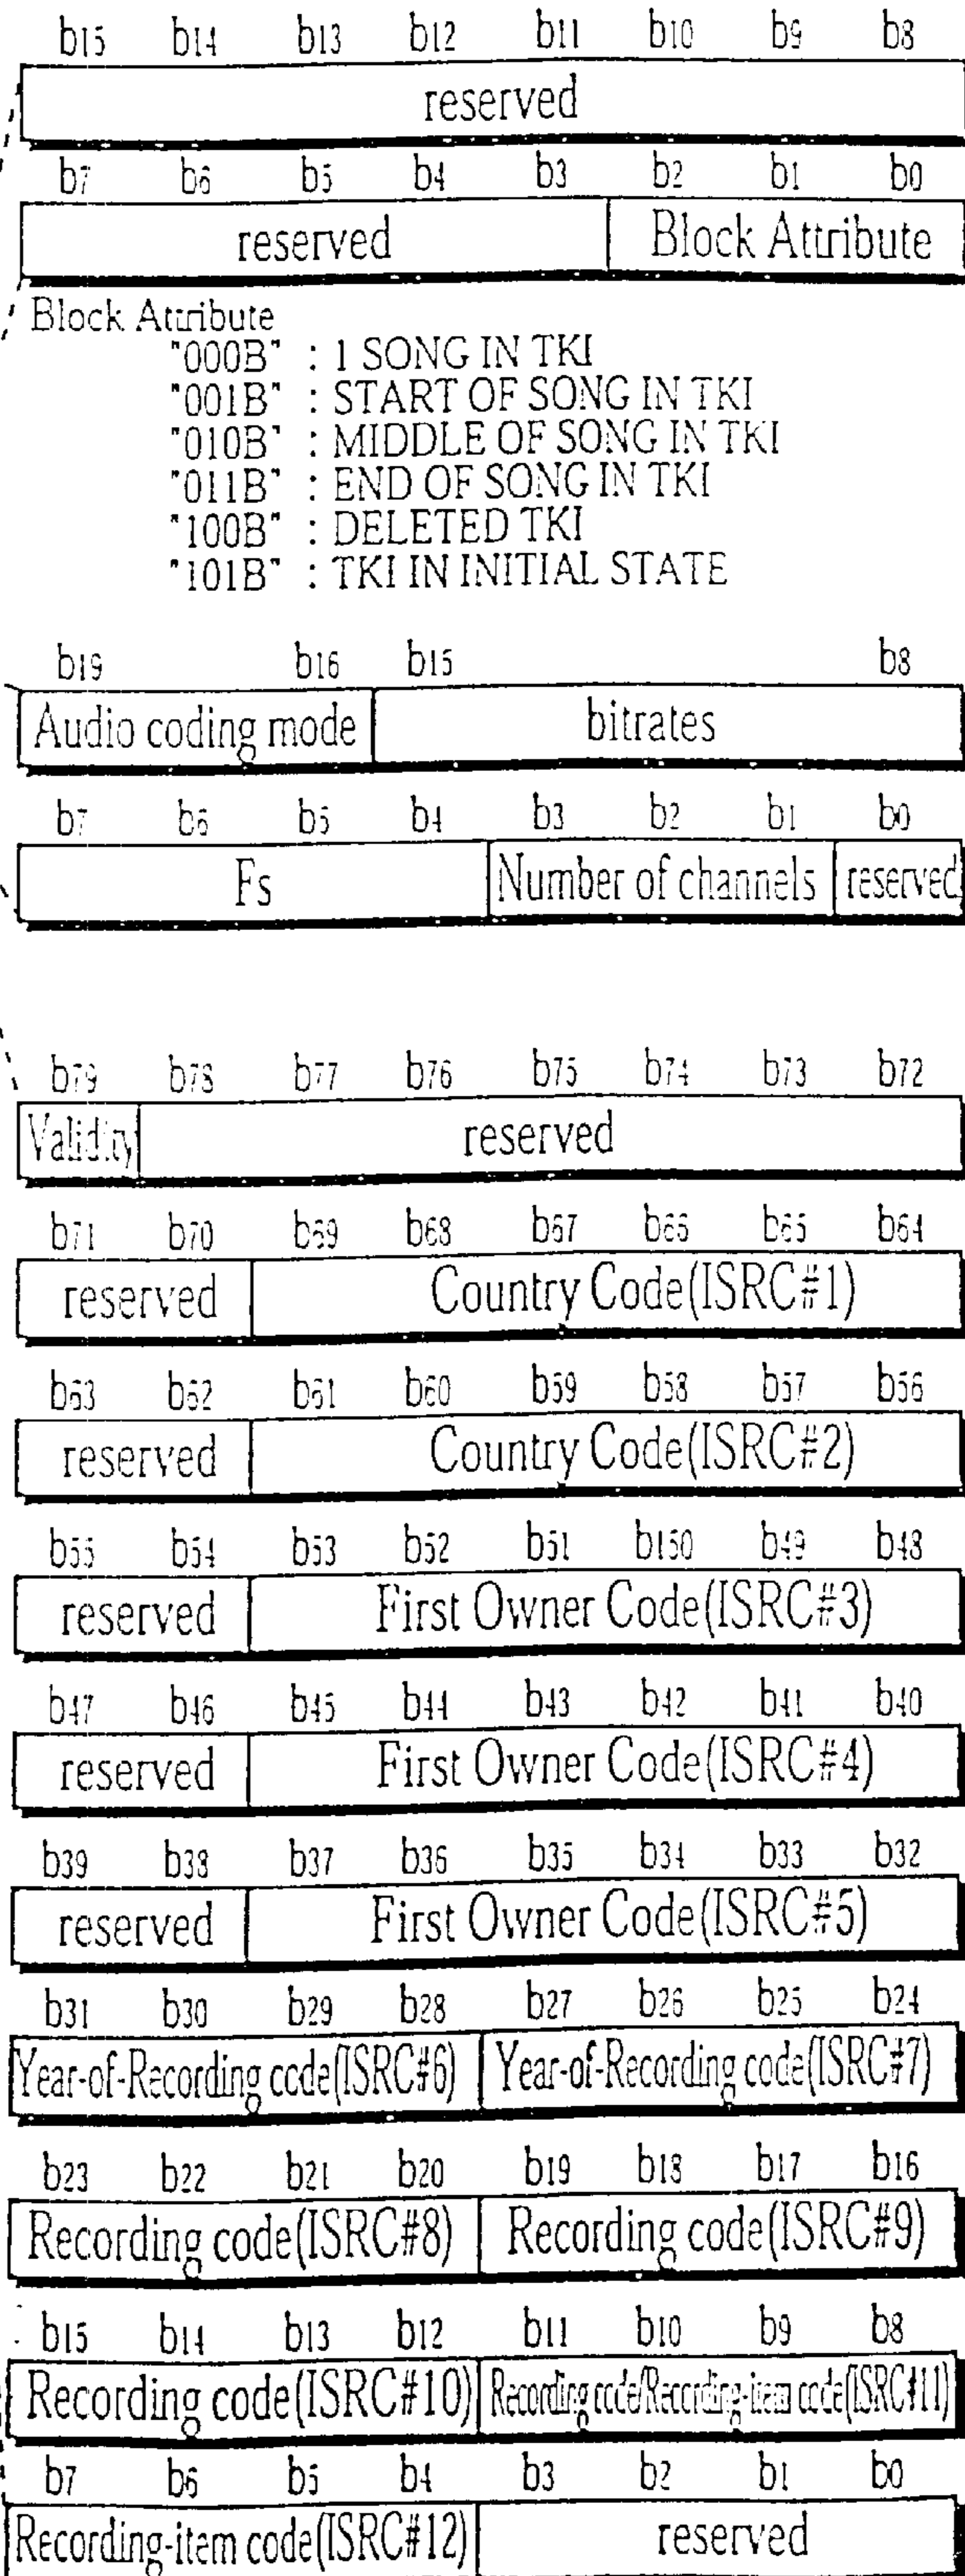 b15 b14 b13 b12 b11 b10 b9 b8
reserved
b7 b6 b5 b4 b3 b2 b1 b0
reserved Block Attribute
Block Attribute
"000B" : 1 SONG IN TKI
"001B" : START OF SONG IN TKI
"010B" : MIDDLE OF SONG IN TKI
"011B" : END OF SONG IN TKI
"100B" : DELETED TKI
"101B" : TKI IN INITIAL STATE
b19 b16 b15 b8
Audio coding mode bitrates
b7 b6 b5 b4 b3 b2 b1 b0
Fs Number of channels reserved
b79 b78 b77 b76 b75 b74 b73 b72
Validity reserved
b71 b70 b69 b68 b67 b66 b65 b64
reserved Country Code(ISRC#1)
b63 b62 b61 b60 b59 b58 b57 b56
reserved Country Code(ISRC#2)
b55 b54 b53 b52 b51 b150 b49 b48
reserved First Owner Code(ISRC#3)
b47 b46 b45 b44 b43 b42 b41 b40
reserved First Owner Code(ISRC#4)
b39 b38 b37 b36 b35 b34 b33 b32
reserved First Owner Code(ISRC#5)
b31 b30 b29 b28 b27 b26 b25 b24
Year-of-Recording code(ISRC#6) Year-of-Recording code(ISRC#7)
b23 b22 b21 b20 b19 b18 b17 b16
Recording code(ISRC#8) Recording code(ISRC#9)
b15 b14 b13 b12 b11 b10 b9 b8
Recording code(ISRC#10) Recording code/Recording-item code(ISRC#11)
b7 b6 b5 b4 b3 b2 b1 b0
Recording-item code(ISRC#12) reserved